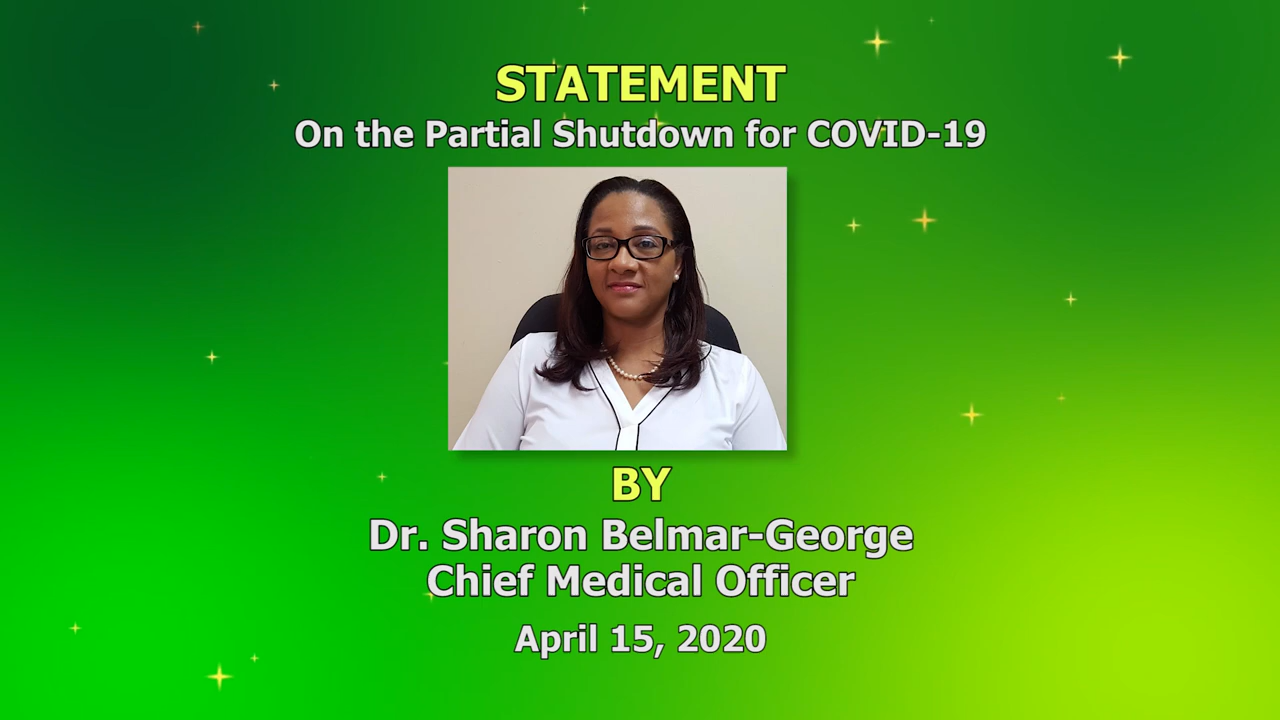 STATEMENT
On the Partial Shutdown for COVID-19
BY
Dr. Sharon Belmar-George
Chief Medical Officer
April 15, 2020